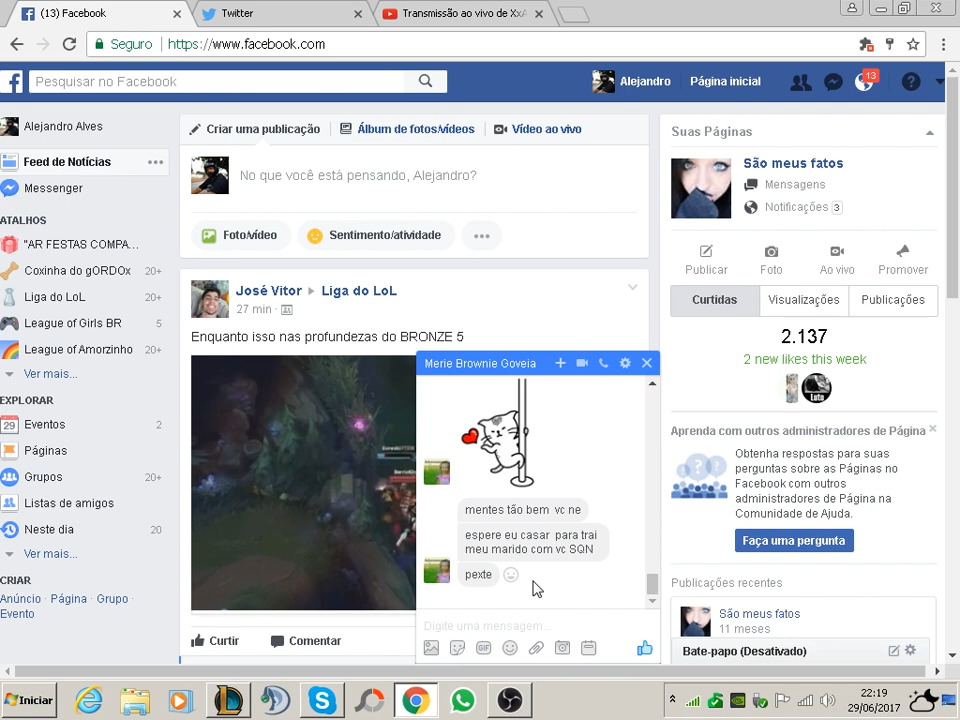 (13) Facebook
Twitter
Transmissão ao vivo de XxA
Seguro
https://www.facebook.com
Pesquisar no Facebook
Alejandro
Página inicial
13
Alejandro Alves
Feed de Notícias
Messenger
ATALHOS
"AR FESTAS COMPA...
Coxinha do gORDOx 20+
Liga do LoL 20+
League of Girls BR 5
League of Amorzinho 20+
Ver mais...
EXPLORAR
Eventos 2
Páginas
Grupos 20+
Listas de amigos
Neste dia 20
Ver mais...
CRIAR
Anúncio · Página · Grupo ·
Evento
Criar uma publicação
Álbum de fotos/vídeos
Vídeo ao vivo
No que você está pensando, Alejandro?
Foto/vídeo
Sentimento/atividade
José Vitor ▸ Liga do LoL
27 min ·
Enquanto isso nas profundezas do BRONZE 5
Curtir
Comentar
Merie Brownie Goveia
mentes tão bem vc ne
espere eu casar para trai
meu marido com vc SQN
pexte
Digite uma mensagem...
GIF
Suas Páginas
São meus fatos
Mensagens
Notificações 3
Publicar
Foto
Ao vivo
Promover
Curtidas
Visualizações
Publicações
2.137
2 new likes this week
Luto
Aprenda com outros administradores de Página
Obtenha respostas para suas
perguntas sobre as Páginas no
Facebook com outros
administradores de Página na
Comunidade de Ajuda.
Faça uma pergunta
Publicações recentes
São meus fatos
11 meses
Bate-papo (Desativado)
Iniciar
22:19
29/06/2017